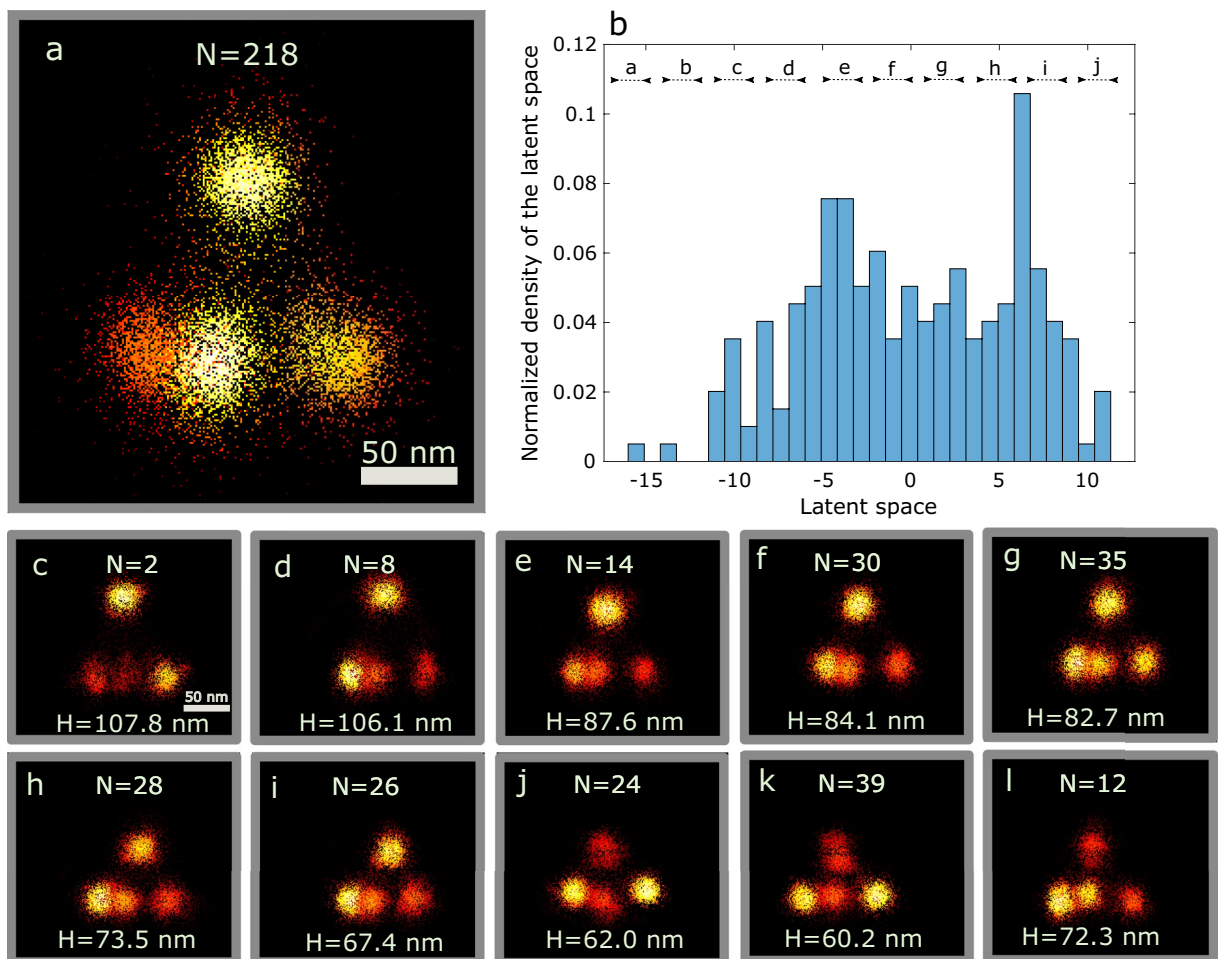 a
N=218
50 nm
b
Normalized density of the latent space
0.12
0.1
0.08
0.06
0.04
0.02
0
a b c d e f g h i j
-15 -10 -5 0 5 10
Latent space
c
N=2
50 nm
H=107.8 nm
d
N=8
H=106.1 nm
e
N=14
H=87.6 nm
f
N=30
H=84.1 nm
g
N=35
H=82.7 nm
h
N=28
H=73.5 nm
i
N=26
H=67.4 nm
j
N=24
H=62.0 nm
k
N=39
H=60.2 nm
l
N=12
H=72.3 nm